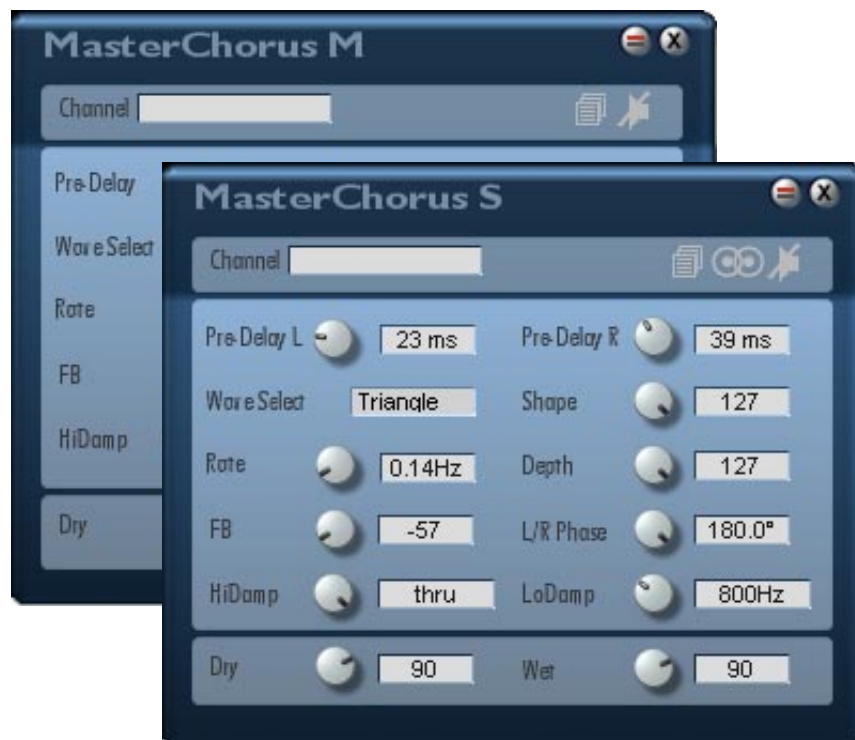 MasterChorus M
Channel
Pre-Delay
Wave Select
Rate
FB
HiDamp
Dry
MasterChorus S
Channel
Pre-Delay L 23 ms Pre-Delay R 39 ms
Wave Select Triangle Shape 127
Rate 0.14Hz Depth 127
FB -57 L/R Phase 180.0°
HiDamp thru LoDamp 800Hz
Dry 90 Wet 90